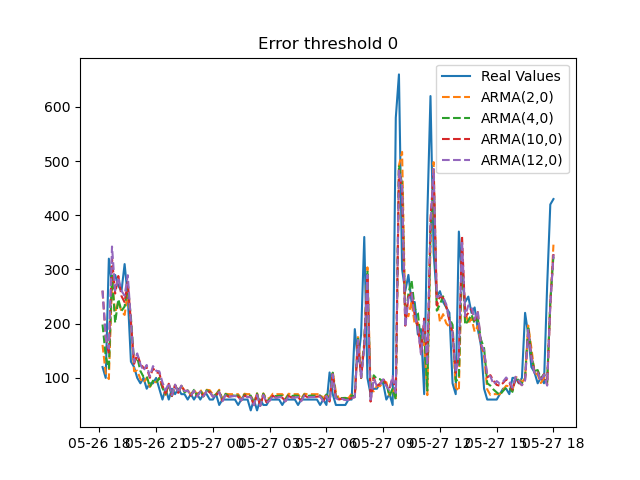 Error threshold 0
Real Values
ARMA(2,0)
ARMA(4,0)
ARMA(10,0)
ARMA(12,0)
600
500
400
300
200
100
05-26 18 05-26 21 05-27 00 05-27 03 05-27 06 05-27 09 05-27 12 05-27 15 05-27 18